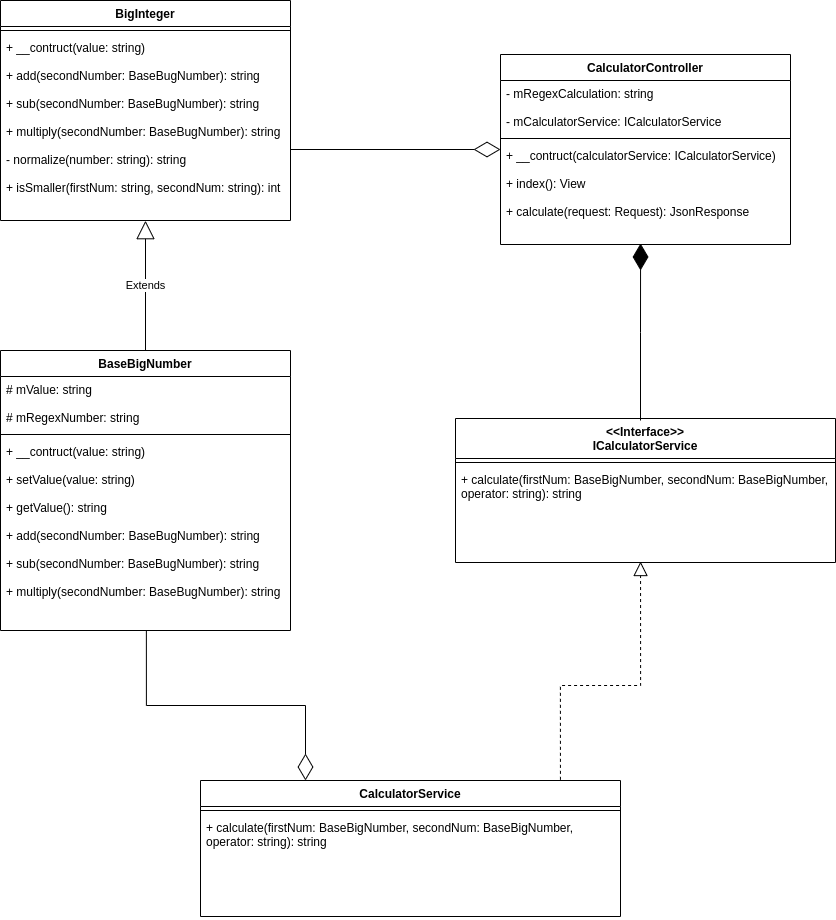 BigInteger
+ __contruct(value: string)
+ add(secondNumber: BaseBugNumber): string
+ sub(secondNumber: BaseBugNumber): string
+ multiply(secondNumber: BaseBugNumber): string
- normalize(number: string): string
+ isSmaller(firstNum: string, secondNum: string): int
CalculatorController
- mRegexCalculation: string
- mCalculatorService: ICalculatorService
+ __contruct(calculatorService: ICalculatorService)
+ index(): View
+ calculate(request: Request): JsonResponse
Extends
BaseBigNumber
# mValue: string
# mRegexNumber: string
+ __contruct(value: string)
+ setValue(value: string)
+ getValue(): string
+ add(secondNumber: BaseBugNumber): string
+ sub(secondNumber: BaseBugNumber): string
+ multiply(secondNumber: BaseBugNumber): string
<<Interface>>
ICalculatorService
+ calculate(firstNum: BaseBigNumber, secondNum: BaseBigNumber,
operator: string): string
CalculatorService
+ calculate(firstNum: BaseBigNumber, secondNum: BaseBigNumber,
operator: string): string